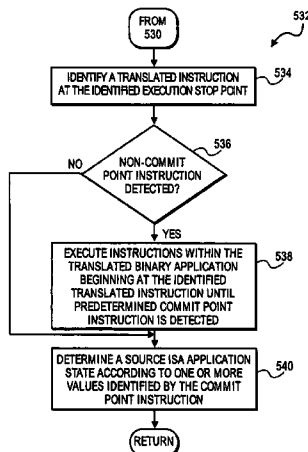 FROM
530
532
IDENTIFY A TRANSLATED INSTRUCTION
AT THE IDENTIFIED EXECUTION STOP POINT
534
536
NON-COMMIT
POINT INSTRUCTION
DETECTED?
NO
YES
EXECUTE INSTRUCTIONS WITHIN THE
TRANSLATED BINARY APPLICATION
BEGINNING AT THE IDENTIFIED
TRANSLATED INSTRUCTION UNTIL
PREDETERMINED COMMIT POINT
INSTRUCTION IS DETECTED
538
DETERMINE A SOURCE ISA APPLICATION
STATE ACCORDING TO ONE OR MORE
VALUES IDENTIFIED BY THE COMMIT
POINT INSTRUCTION
540
RETURN